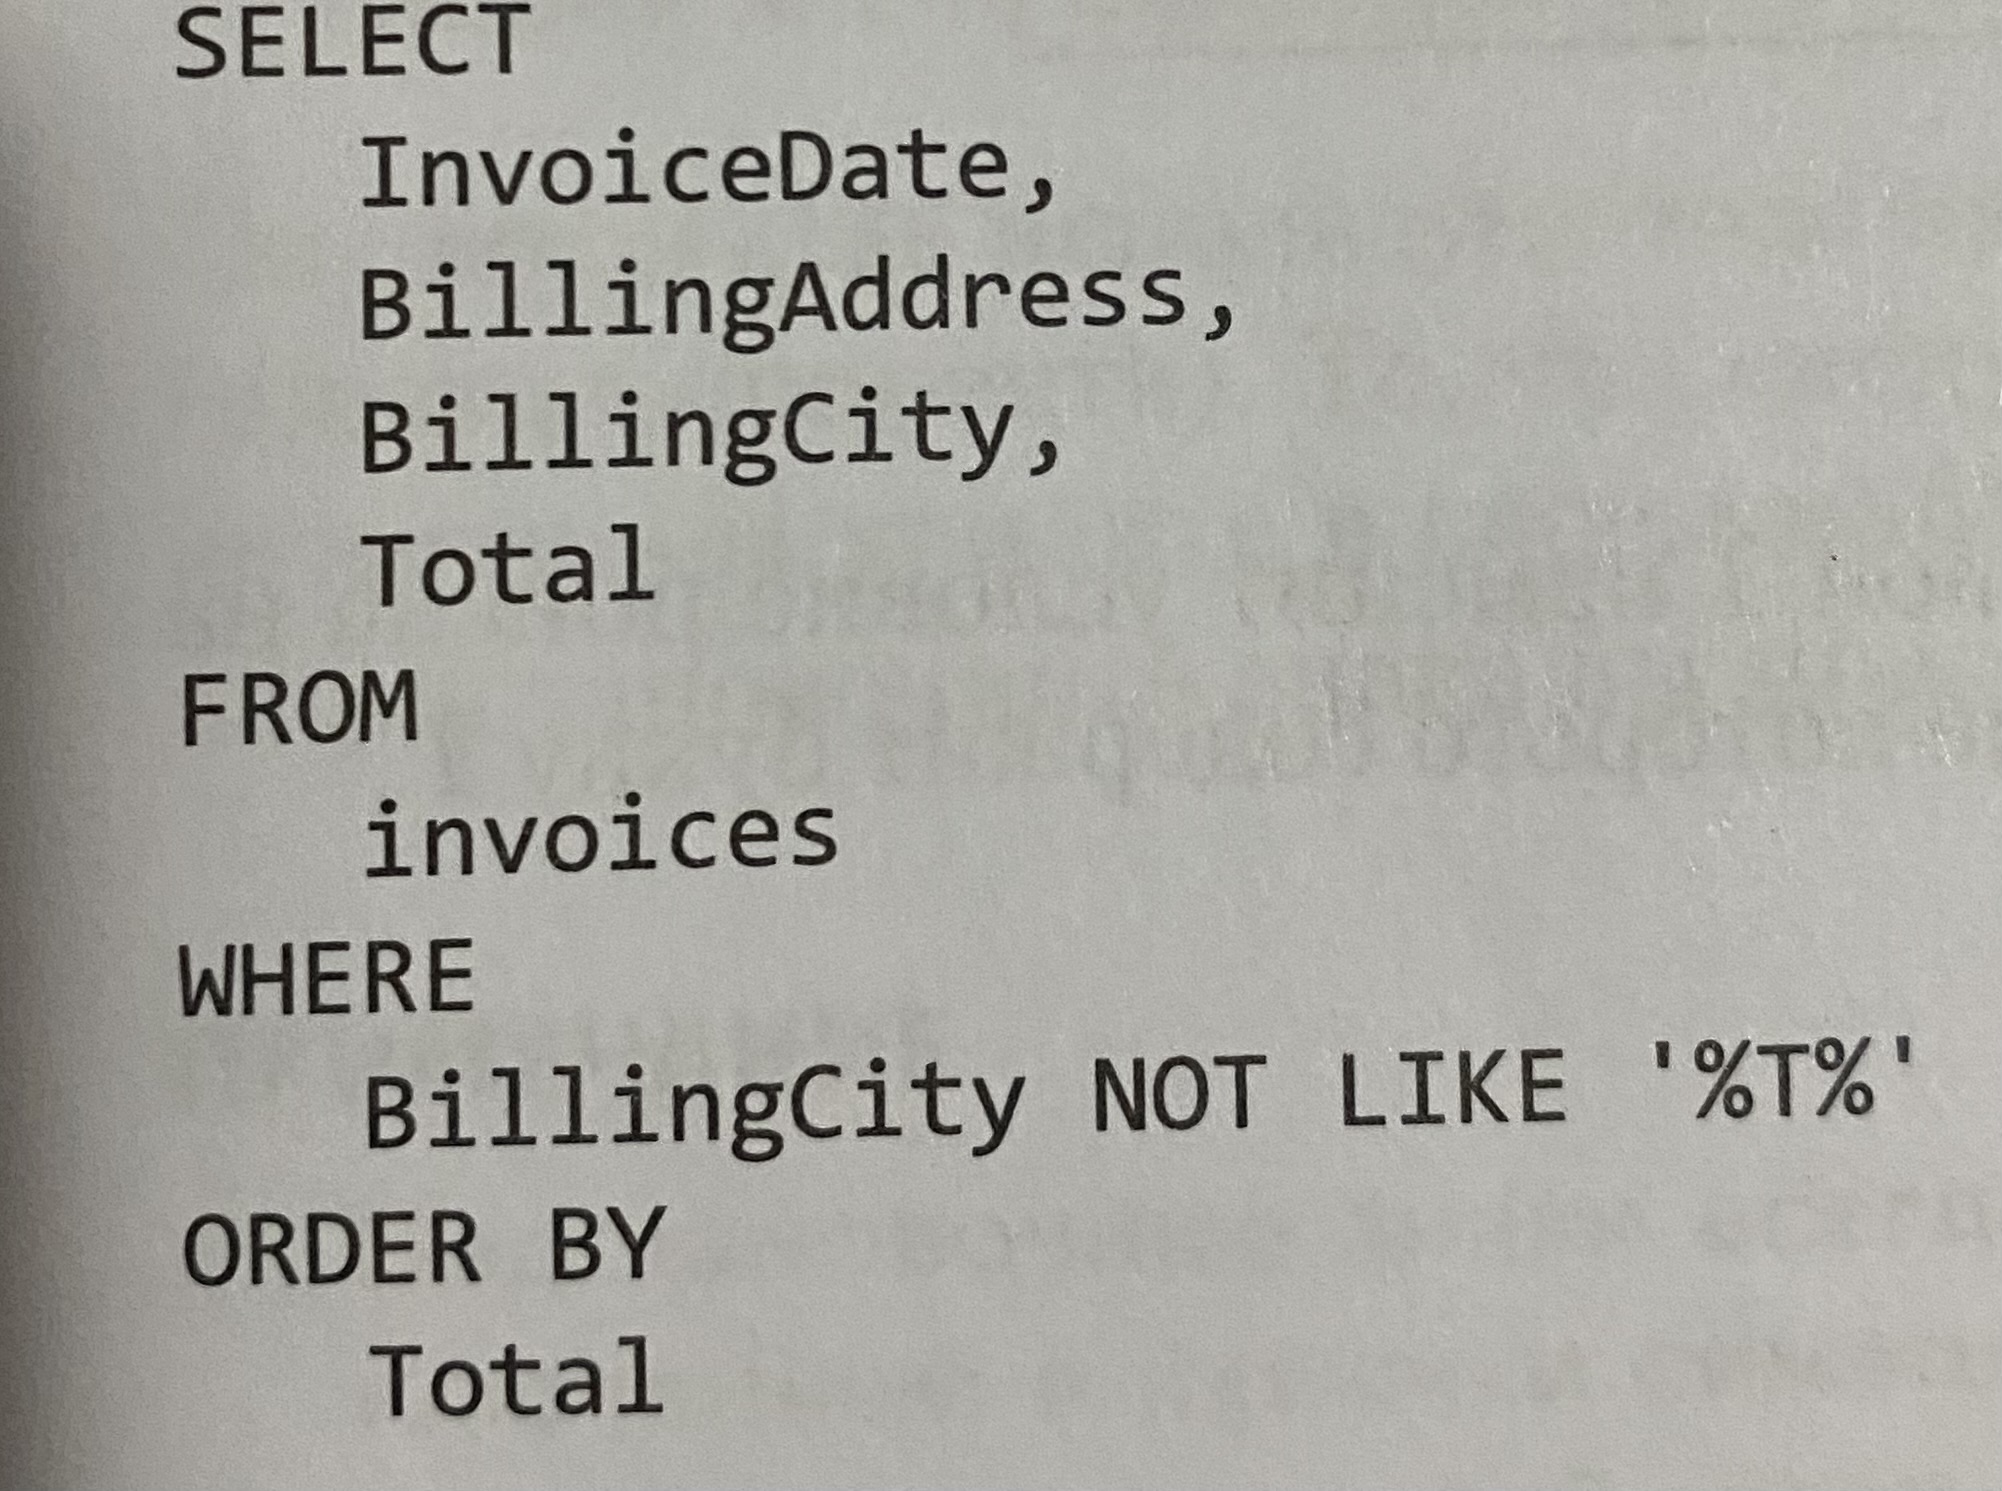 SELECT
InvoiceDate,
BillingAddress,
BillingCity,
Total
FROM
invoices
WHERE
BillingCity NOT LIKE '%T%'
ORDER BY
Total